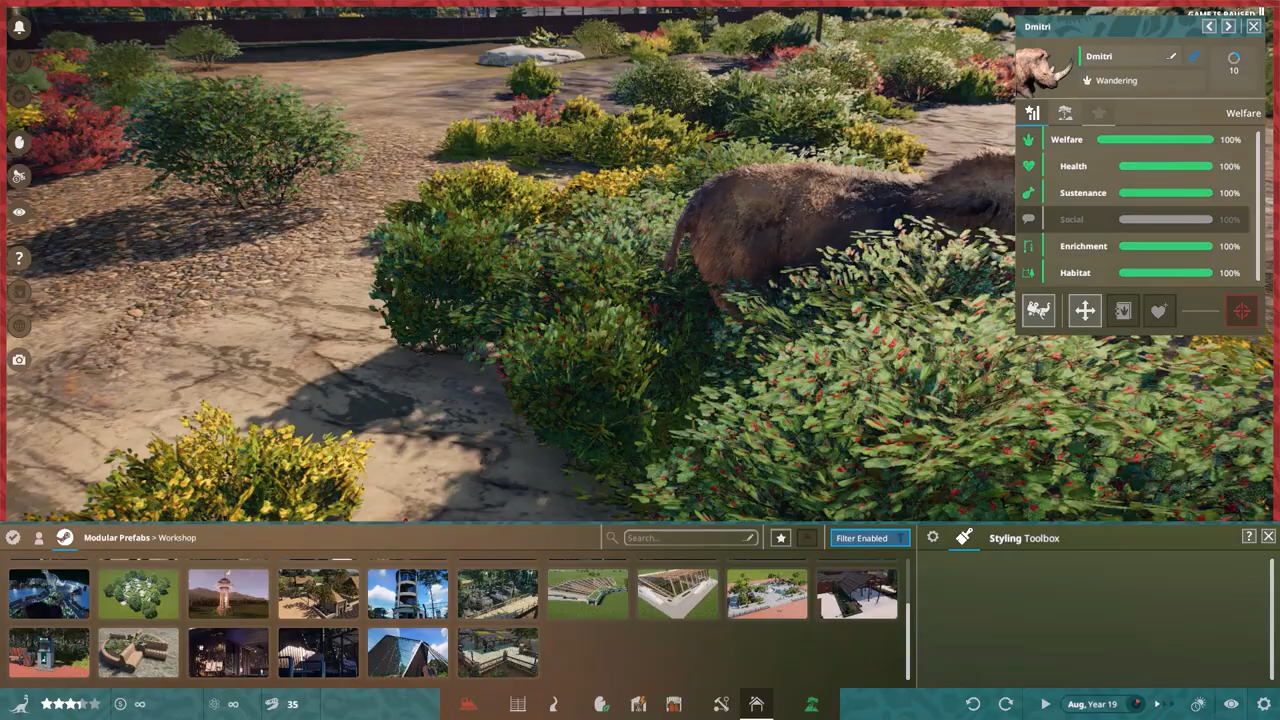 GAME IS PAUSED
Dmitri
Dmitri
Wandering
10
Welfare
Welfare 100%
Health 100%
Sustenance 100%
Social 100%
Enrichment 100%
Habitat 100%
Modular Prefabs > Workshop
Search...
Filter Enabled
Styling Toolbox
?
?
35
Aug, Year 19